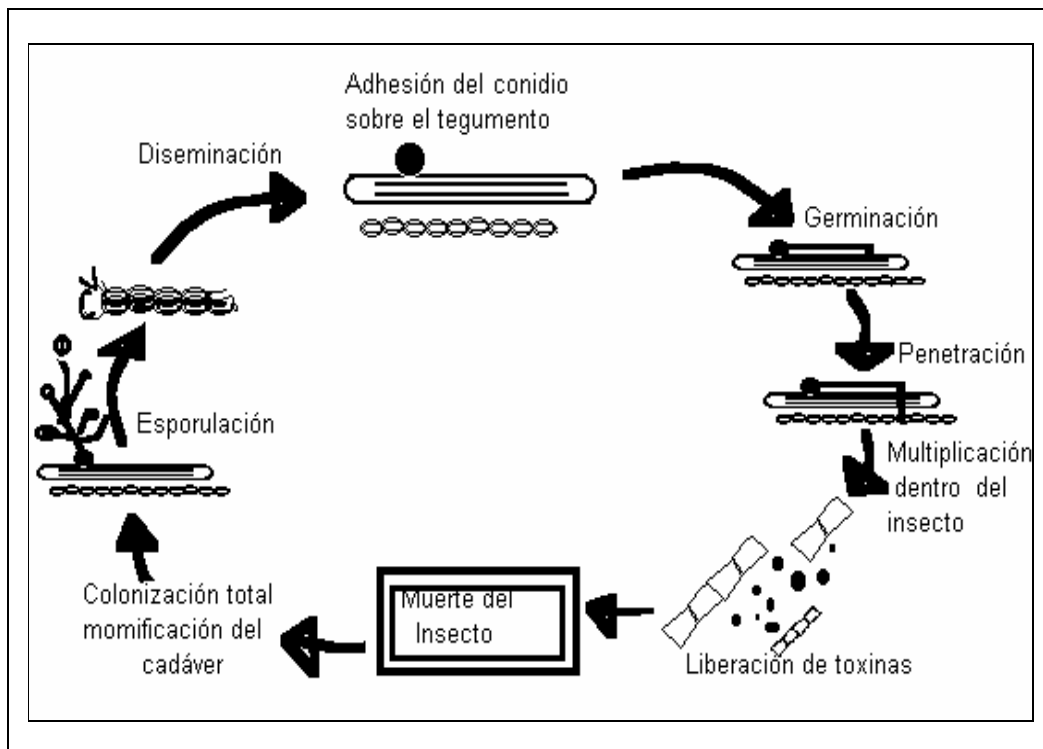 Adhesión del conidio
sobre el tegumento
Diseminación
Germinación
Penetración
Multiplicación
dentro del
insecto
Liberación de toxinas
Muerte del
Insecto
Colonización total
momificación del
cadáver
Esporulación